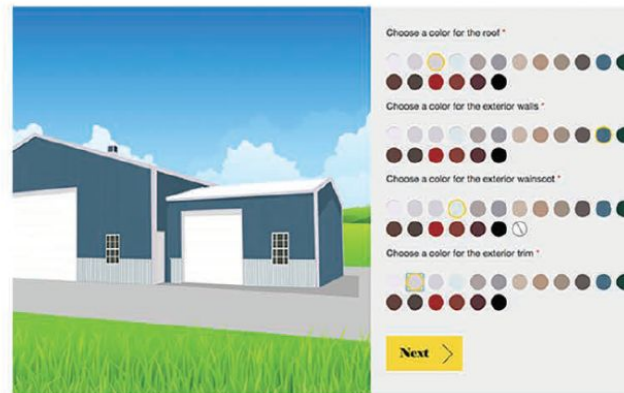 Choose a color for the roof *
Choose a color for the exterior walls *
Choose a color for the exterior wainscot *
Choose a color for the exterior trim *
Next